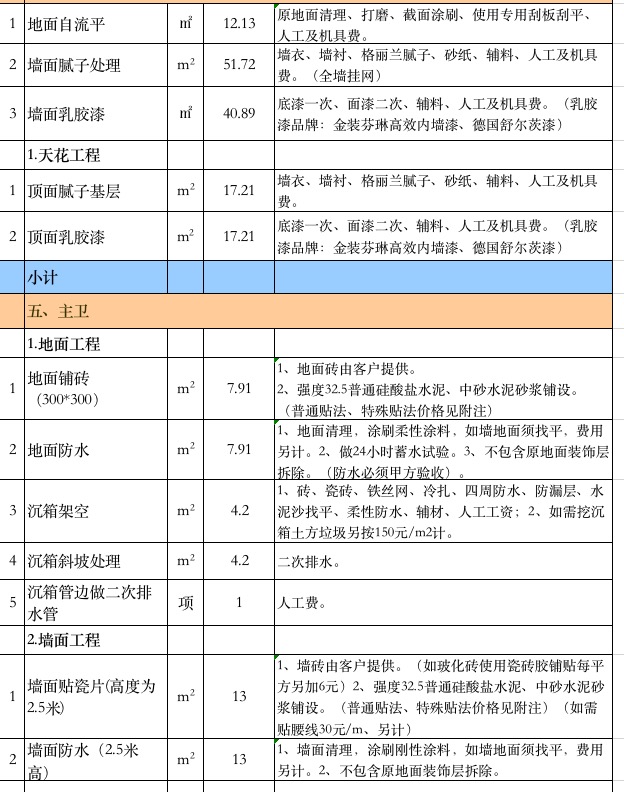 1 地面自流平 ㎡ 12.13 原地面清理、打磨、截面涂刷、使用专用刮板刮平、
人工及机具费。
2 墙面腻子处理 m² 51.72 墙衣、墙衬、格丽兰腻子、砂纸、辅料、人工及机具
费。（全墙挂网）
3 墙面乳胶漆 ㎡ 40.89 底漆一次、面漆二次、辅料、人工及机具费。（乳胶
漆品牌：金装芬琳高效内墙漆、德国舒尔茨漆）
1.天花工程
1 顶面腻子基层 m² 17.21 墙衣、墙衬、格丽兰腻子、砂纸、辅料、人工及机具
费。
2 顶面乳胶漆 m² 17.21 底漆一次、面漆二次、辅料、人工及机具费。（乳胶
漆品牌：金装芬琳高效内墙漆、德国舒尔茨漆）
小计
五、主卫
1.地面工程
1 地面铺砖
（300*300） m² 7.91 1、地面砖由客户提供。
2、强度32.5普通硅酸盐水泥、中砂水泥砂浆铺设。
（普通贴法、特殊贴法价格见附注）
2 地面防水 m² 7.91 1、地面清理，涂刷柔性涂料，如墙地面须找平，费用
另计。2、做24小时蓄水试验。3、不包含原地面装饰层
拆除。（防水必须甲方验收）。
3 沉箱架空 m² 4.2 1、砖、瓷砖、铁丝网、冷扎、四周防水、防漏层、水
泥沙找平、柔性防水、辅材、人工工资；2、如需挖沉
箱土方垃圾另按150元/m2计。
4 沉箱斜坡处理 m² 4.2 二次排水。
5 沉箱管边做二次排
水管 项 1 人工费。
2.墙面工程
1 墙面贴瓷片(高度为
2.5米) m² 13 1、墙砖由客户提供。（如玻化砖使用瓷砖胶铺贴每平
方另加6元）2、强度32.5普通硅酸盐水泥、中砂水泥砂
浆铺设。（普通贴法、特殊贴法价格见附注）（如需
贴腰线30元/m、另计）
2 墙面防水（2.5米
高） m² 13 1、墙面清理，涂刷刚性涂料，如墙地面须找平，费用
另计。2、不包含原地面装饰层拆除。